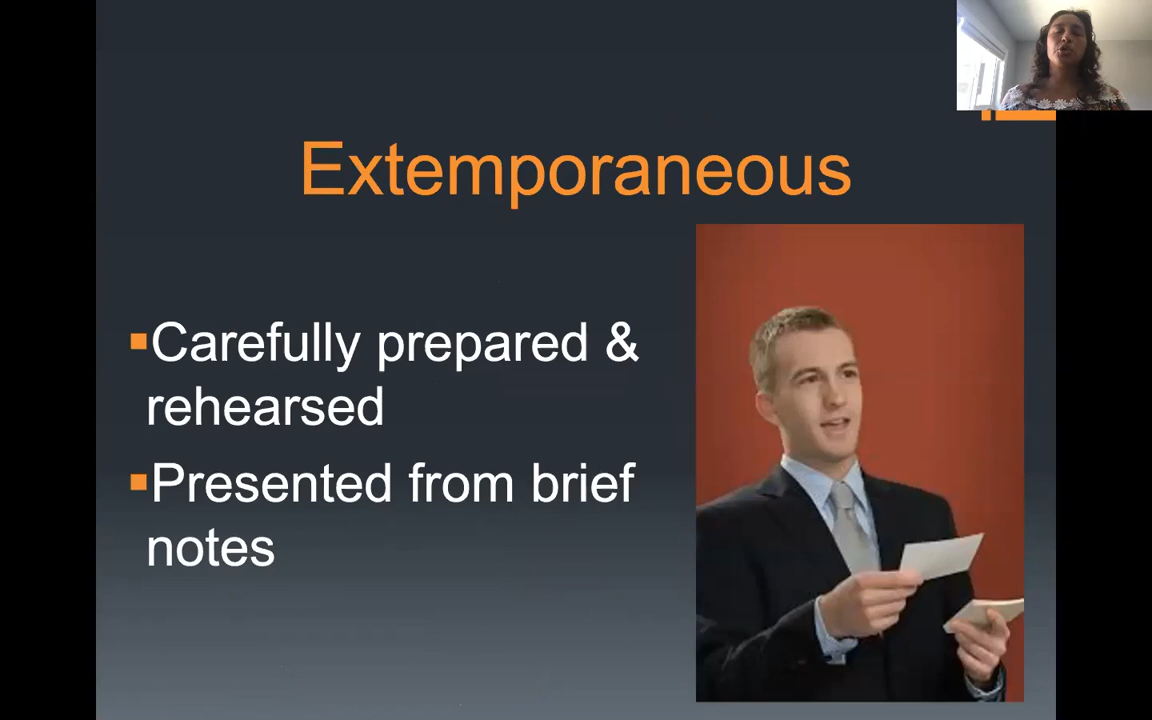 Extemporaneous
▪Carefully prepared &
rehearsed
▪Presented from brief
notes